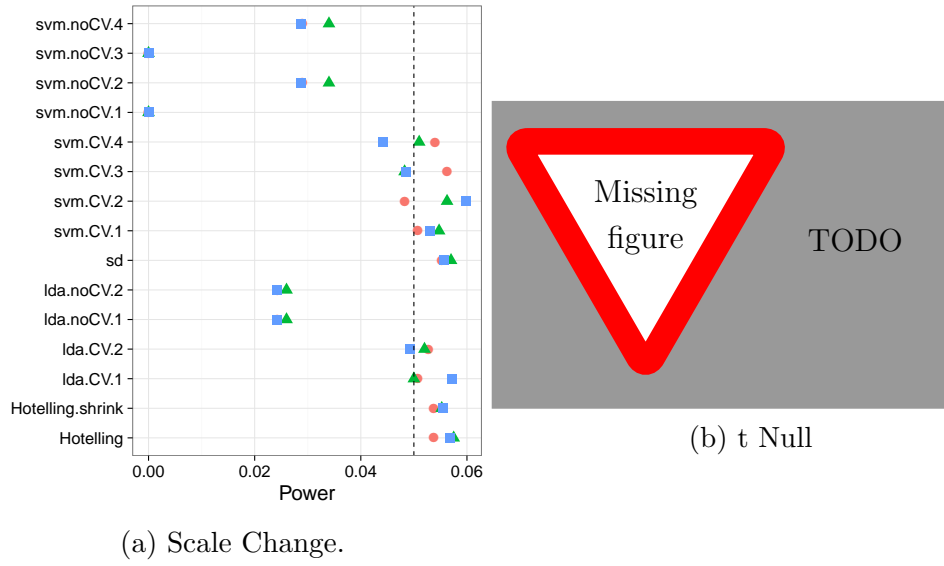 svm.noCV.4
svm.noCV.3
svm.noCV.2
svm.noCV.1
svm.CV.4
svm.CV.3
svm.CV.2
svm.CV.1
sd
lda.noCV.2
lda.noCV.1
lda.CV.2
lda.CV.1
Hotelling.shrink
Hotelling
0.00 0.02 0.04 0.06
Power
(a) Scale Change.
Missing
figure
TODO
(b) t Null